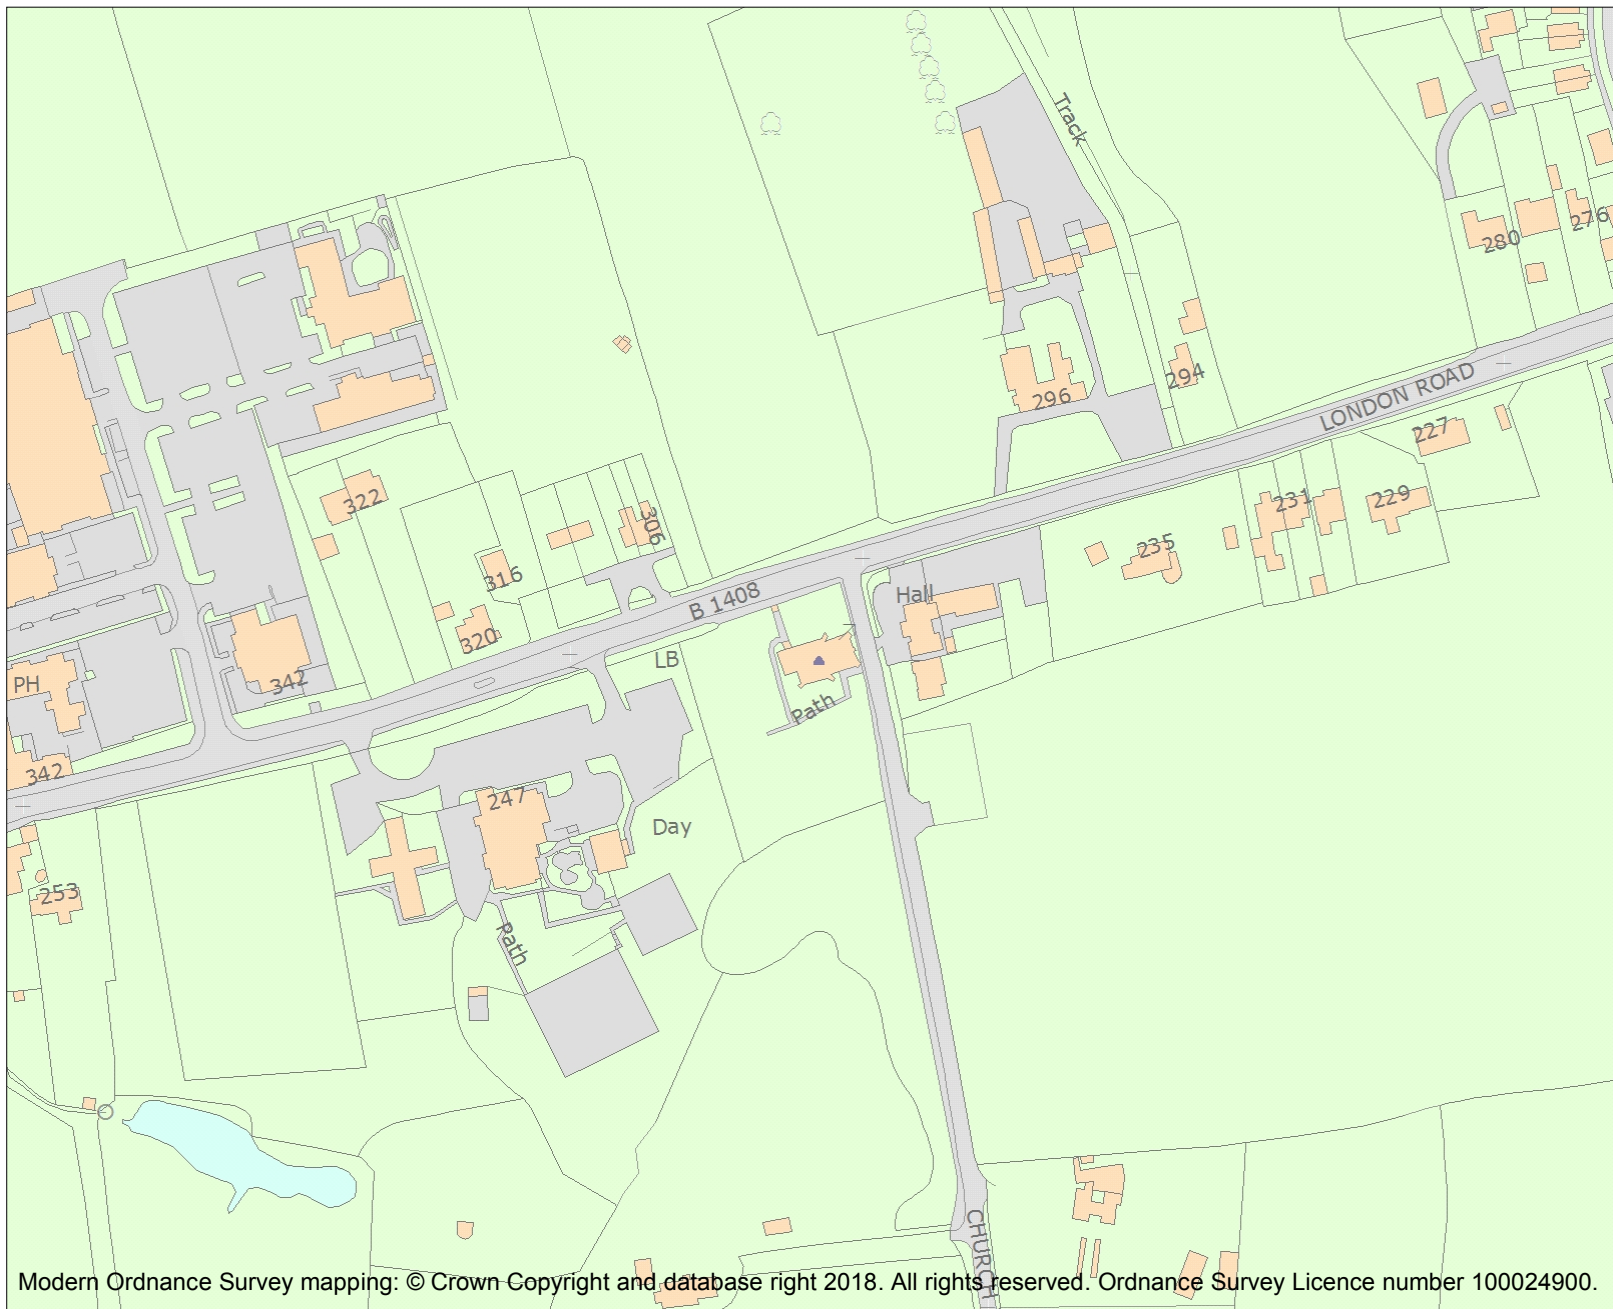 Track
276
280
294
296
LONDON ROAD
227
229
231
235
322
306
316
320
B 1408
Hall
LB
Path
342
PH
342
247
Day
253
Path
CHURCH
Modern Ordnance Survey mapping: © Crown Copyright and database right 2018. All rights reserved. Ordnance Survey Licence number 100024900.